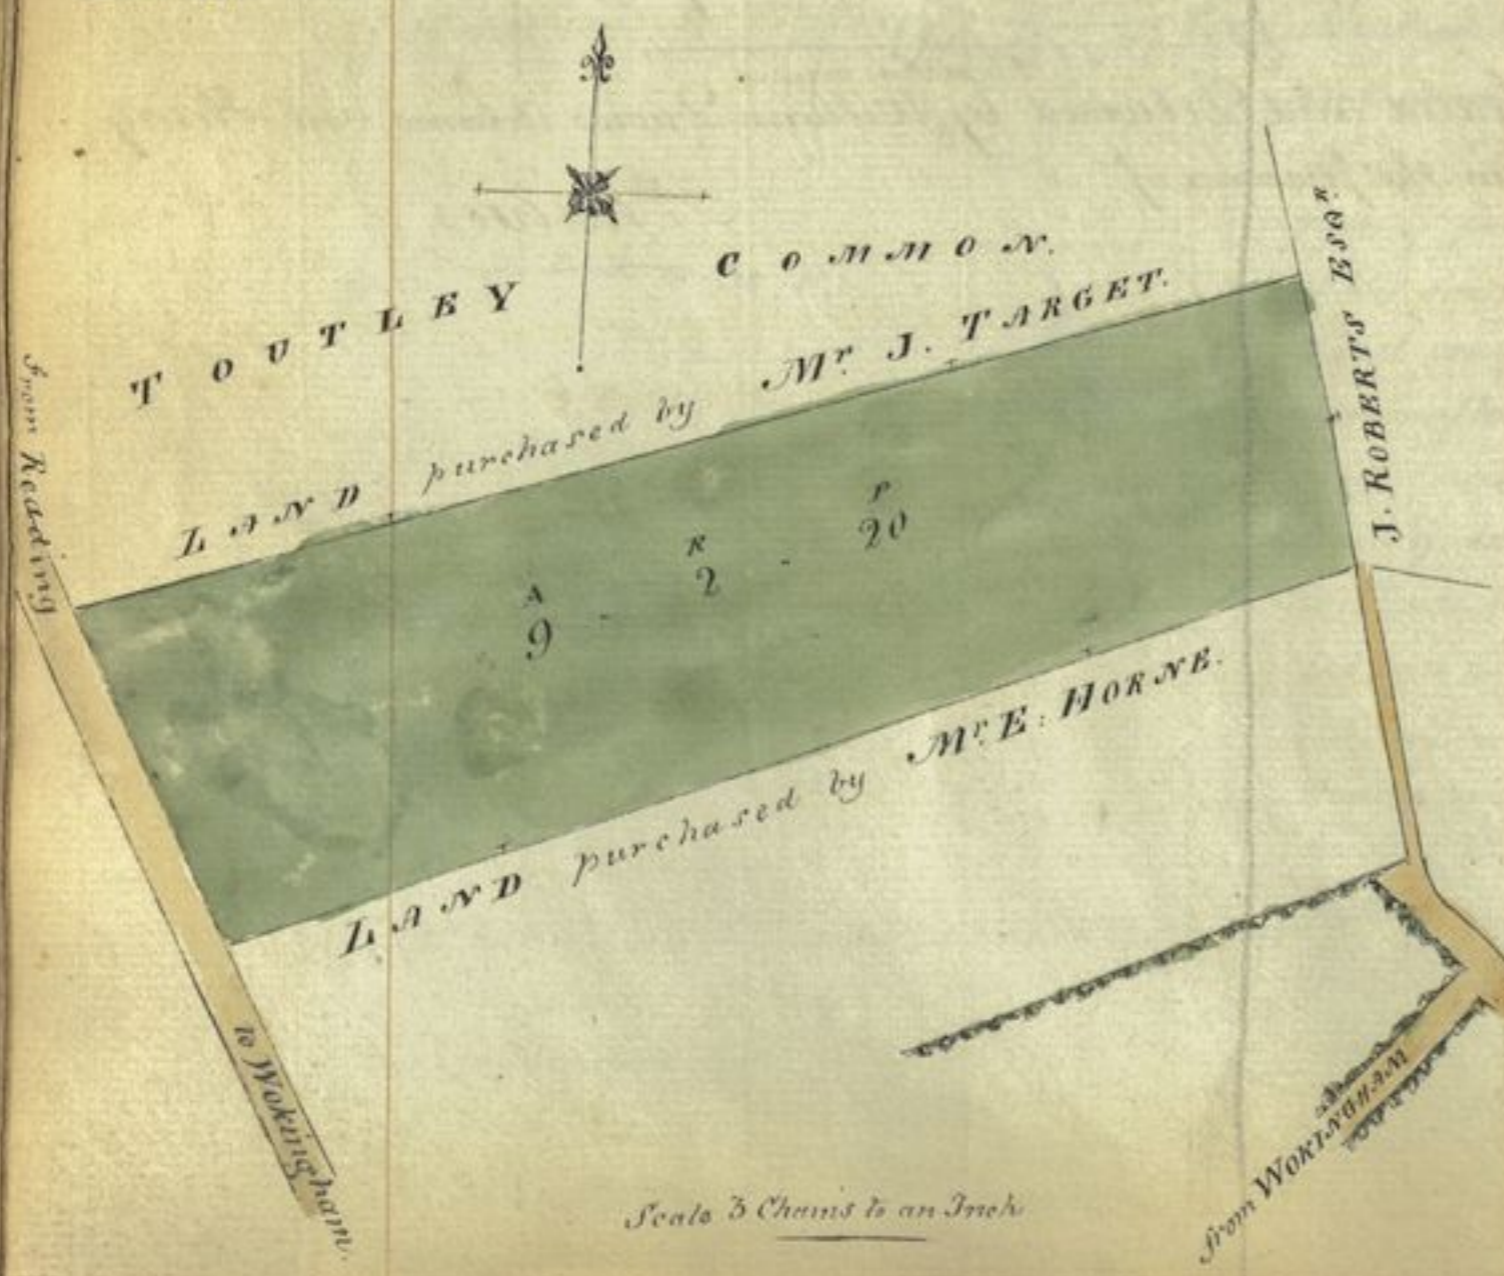 TOUTLEY COMMON.
LAND purchased by Mr. J. TARGET.
J. ROBERTS ESQR
from Reading
A R P
9 - 2 - 20
LAND purchased by Mr. E: HORNE.
to Wokingham.
from WOKINGHAM
Scale 3 Chains to an Inch